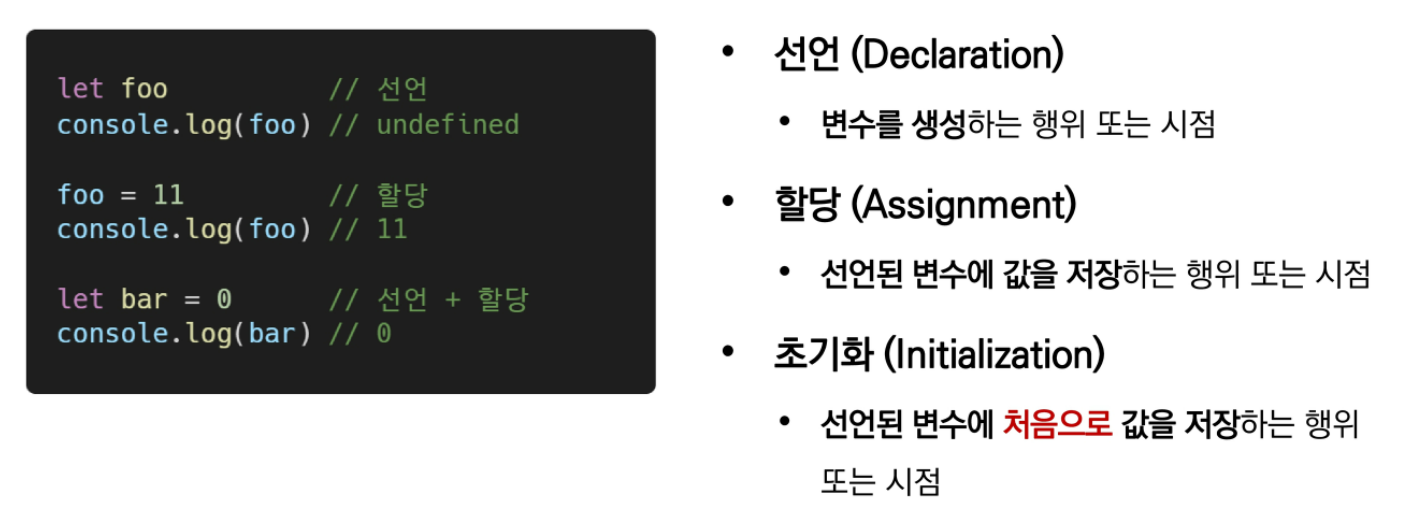 let foo          // 선언
console.log(foo) // undefined
foo = 11         // 할당
console.log(foo) // 11
let bar = 0      // 선언 + 할당
console.log(bar) // 0
• 선언 (Declaration)
• 변수를 생성하는 행위 또는 시점
• 할당 (Assignment)
• 선언된 변수에 값을 저장하는 행위 또는 시점
• 초기화 (Initialization)
• 선언된 변수에 처음으로 값을 저장하는 행위
또는 시점